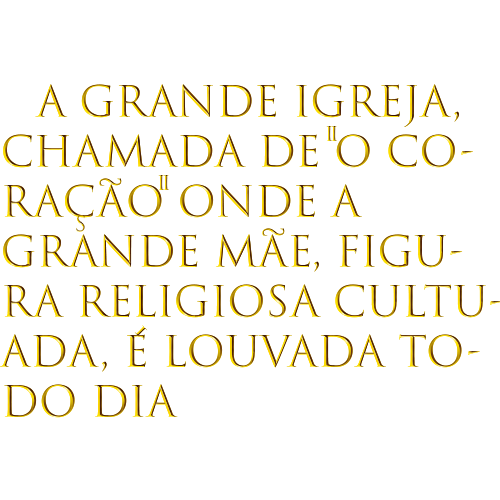 A GRANDE IGREJA,
CHAMADA DE "O CO-
RAÇÃO" ONDE A
GRANDE MÃE, FIGU-
RA RELIGIOSA CULTU-
ADA, É LOUVADA TO-
DO DIA